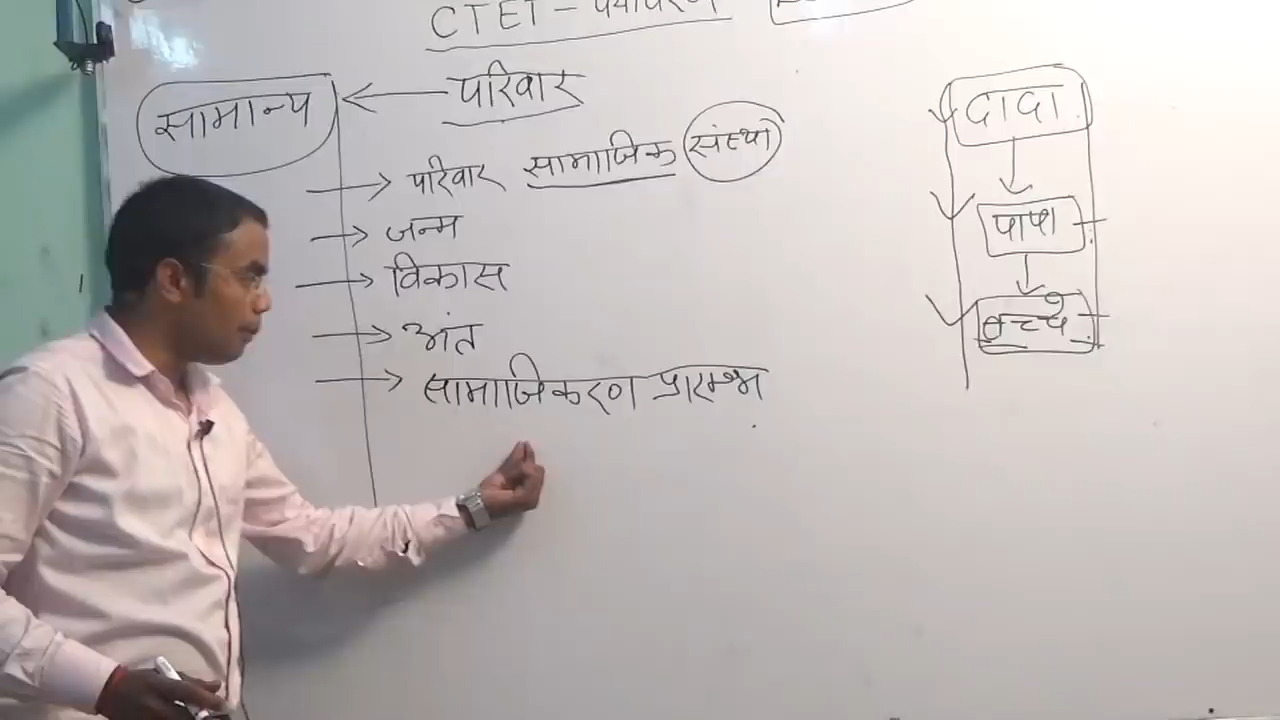 CTET - पर्यावरण
सामान्य ← परिवार
→ परिवार सामाजिक संस्था
→ जन्म
→ विकास
→ अंत
→ सामाजिकरण प्रारम्भ
दादा
पापा
बच्चे